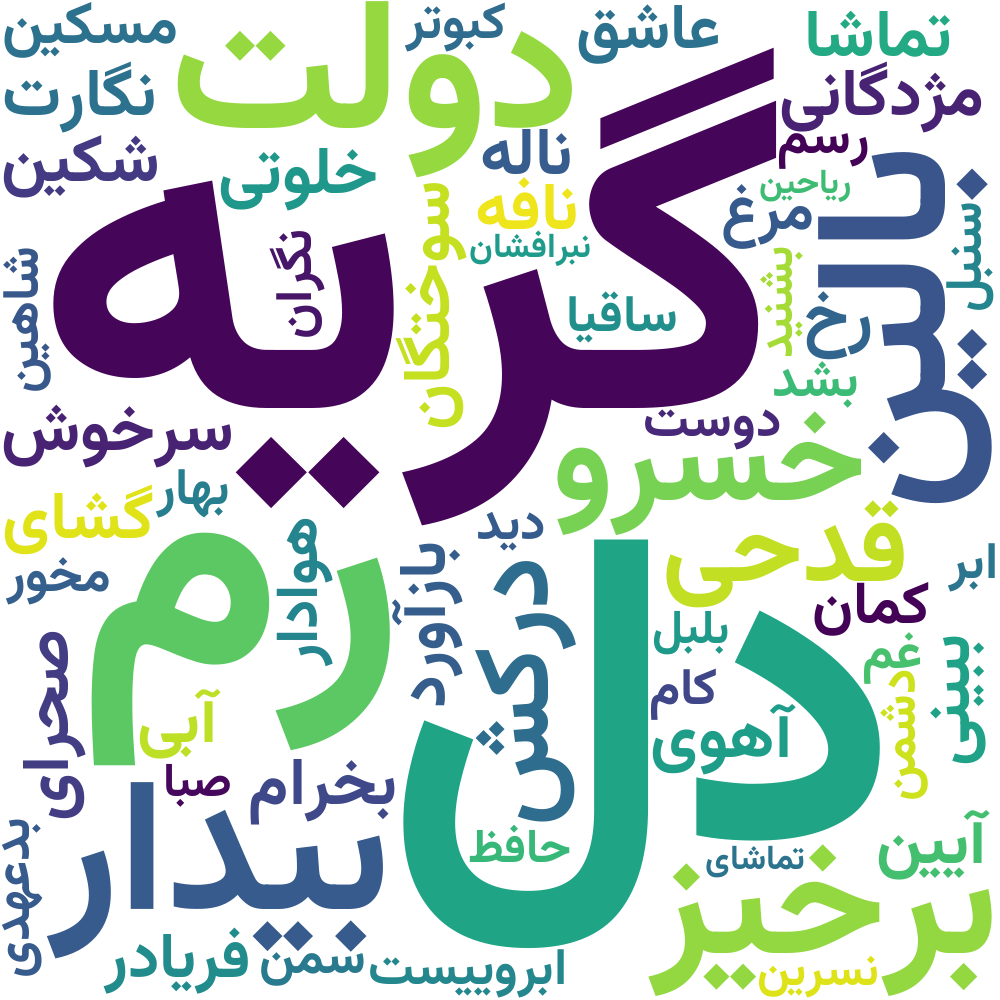 مسکین
کبوتر
عاشق
تماشا
دولت
نگارت
مژدگانی
شکین
خلوتی
ناله
رسم
گریه
نافه
ریاحین
مرغ
بالین
سنبل
سوختگان
نگران
نبرافشان
شاهین
ساقیا
بشنید
رخ
بشد
سرخوش
دوست
خسرو
بهار
گشای
دید
قدحی
ابر
مخور
هوادار
بازآورد
درکش
کمان
رم
دل
بلبل
غم
ببینی
صحرای
کام
دشمن
آبی
آهوی
صبا
بخرام
بیدار
حافظ
تماشای
آیین
برخیز
بدعهدی
فریادر
سمن
ابروییست
نسرین